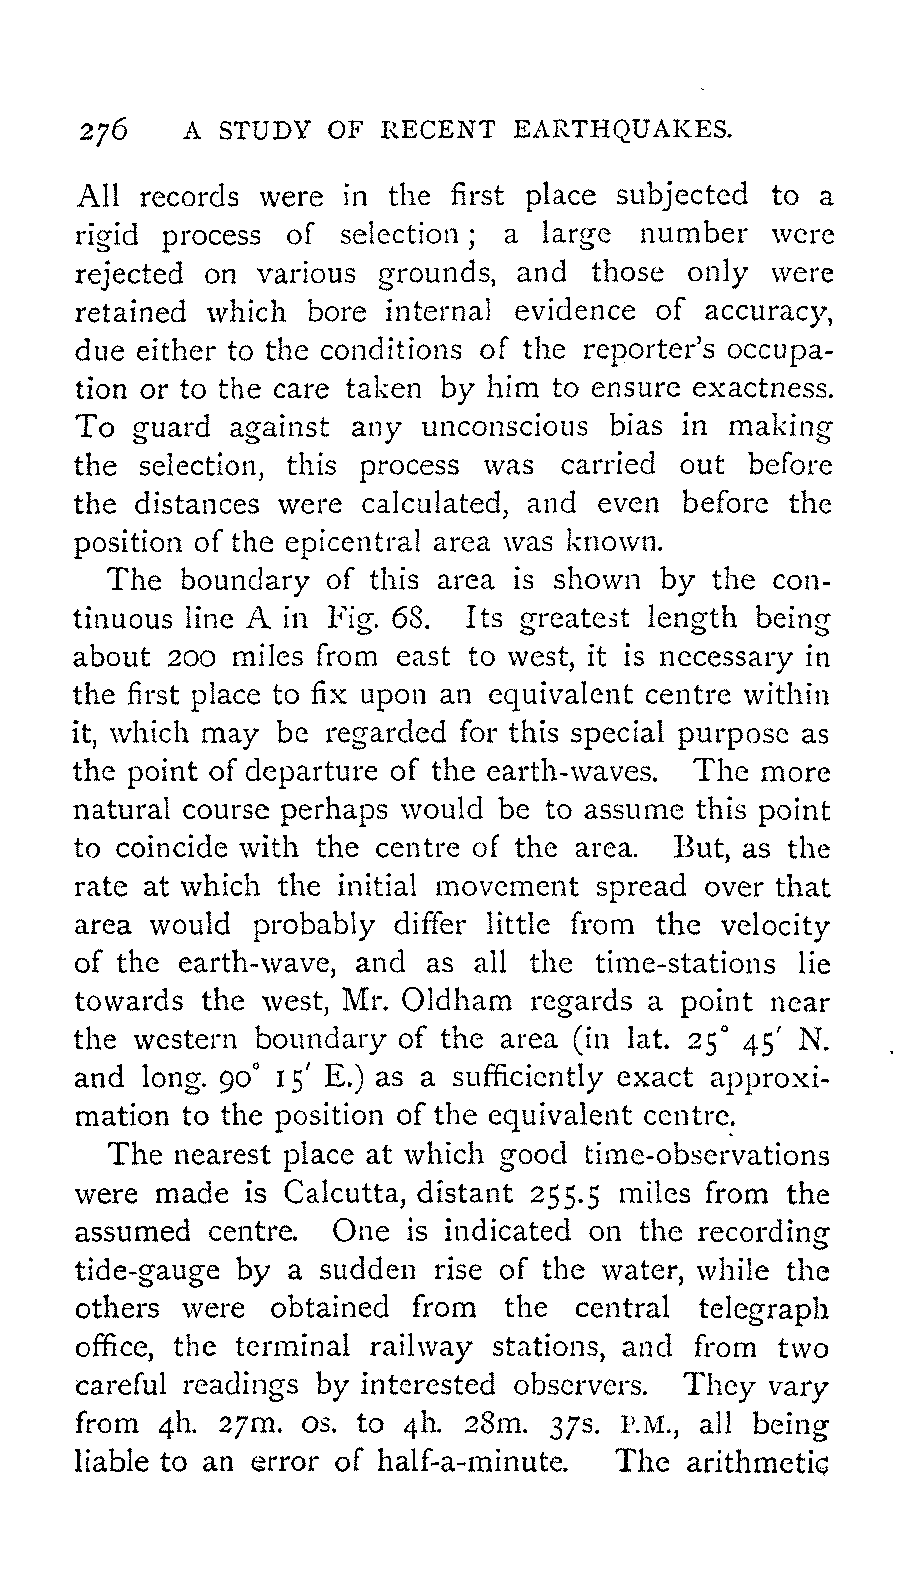 276 A STUDY OF RECENT EARTHQUAKES.
All records were in the first place subjected to a
rigid process of selection; a large number were
rejected on various grounds, and those only were
retained which bore internal evidence of accuracy,
due either to the conditions of the reporter's occupa-
tion or to the care taken by him to ensure exactness.
To guard against any unconscious bias in making
the selection, this process was carried out before
the distances were calculated, and even before the
position of the epicentral area was known.
The boundary of this area is shown by the con-
tinuous line A in Fig. 68. Its greatest length being
about 200 miles from east to west, it is necessary in
the first place to fix upon an equivalent centre within
it, which may be regarded for this special purpose as
the point of departure of the earth-waves. The more
natural course perhaps would be to assume this point
to coincide with the centre of the area. But, as the
rate at which the initial movement spread over that
area would probably differ little from the velocity
of the earth-wave, and as all the time-stations lie
towards the west, Mr. Oldham regards a point near
the western boundary of the area (in lat. 25° 45′ N.
and long. 90° 15′ E.) as a sufficiently exact approxi-
mation to the position of the equivalent centre.
The nearest place at which good time-observations
were made is Calcutta, distant 255.5 miles from the
assumed centre. One is indicated on the recording
tide-gauge by a sudden rise of the water, while the
others were obtained from the central telegraph
office, the terminal railway stations, and from two
careful readings by interested observers. They vary
from 4h. 27m. 0s. to 4h. 28m. 37s. P.M., all being
liable to an error of half-a-minute. The arithmetic